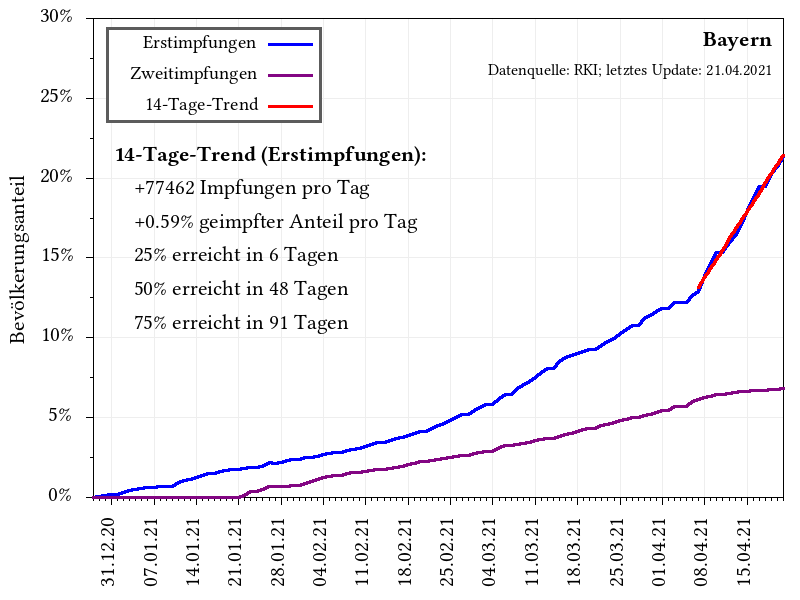 30%
25%
20%
15%
10%
5%
0%
Bevölkerungsanteil
Erstimpfungen
Zweitimpfungen
14-Tage-Trend
Bayern
Datenquelle: RKI; letztes Update: 21.04.2021
14-Tage-Trend (Erstimpfungen):
+77462 Impfungen pro Tag
+0.59% geimpfter Anteil pro Tag
25% erreicht in 6 Tagen
50% erreicht in 48 Tagen
75% erreicht in 91 Tagen
31.12.20
07.01.21
14.01.21
21.01.21
28.01.21
04.02.21
11.02.21
18.02.21
25.02.21
04.03.21
11.03.21
18.03.21
25.03.21
01.04.21
08.04.21
15.04.21